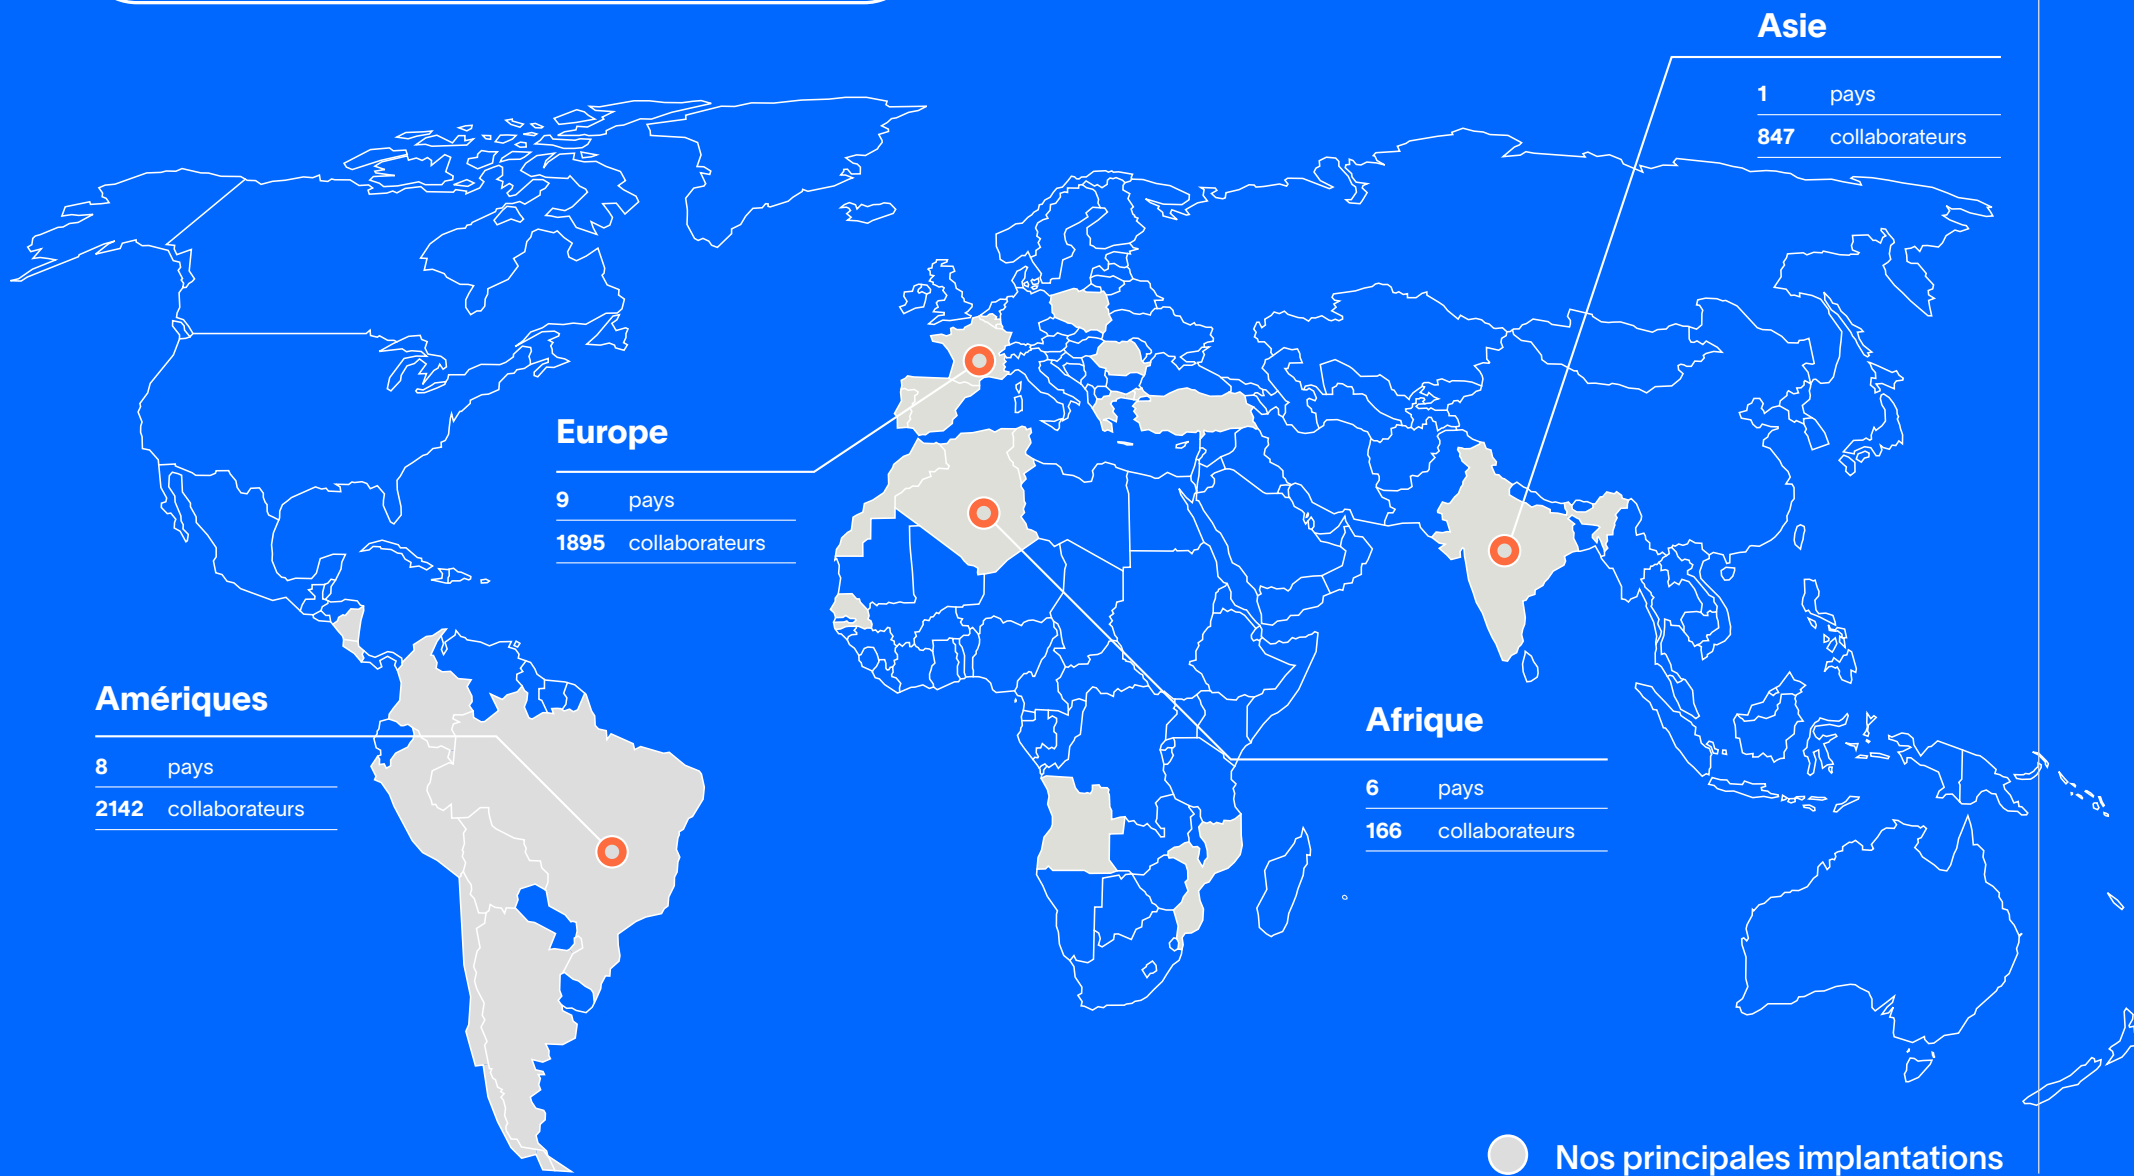 Asie
1 pays
847 collaborateurs
Europe
9 pays
1895 collaborateurs
Amériques
8 pays
2142 collaborateurs
Afrique
6 pays
166 collaborateurs
Nos principales implantations